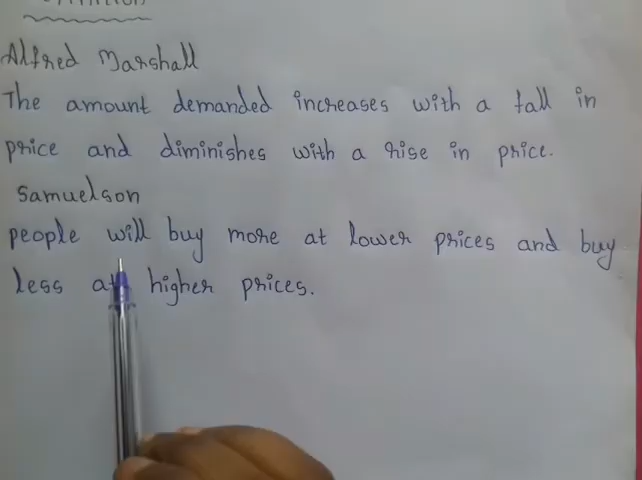 Alfred Marshall
The amount demanded increases with a fall in
price and diminishes with a rise in price.
Samuelson
people will buy more at lower prices and buy
less at higher prices.